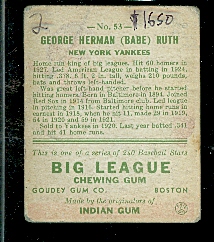 2 $1650
— No. 53 —
GEORGE HERMAN (BABE) RUTH
NEW YORK YANKEES
Home run king of big leagues. Hit 60 homers in
1927. Led American League in batting in 1924,
hitting .378. 6 ft. 2 in. tall, weighs 210 pounds,
bats and throws left-handed.
Was great left-hand pitcher before he started
hitting homers. Born in Baltimore in 1894. Joined
Red Sox in 1914 from Baltimore club. Led league
in pitching in 1916. Started hitting home runs in
earnest in 1918, when he made 11, made 29 in 1919,
54 in 1920 and 59 in 1921.
Sold to Yankees in 1920. Last year batted .341
and hit 41 home runs.
This is one of a series of 240 Baseball Stars
BIG LEAGUE
CHEWING GUM
GOUDEY GUM CO. BOSTON
Made by the originators of
INDIAN GUM